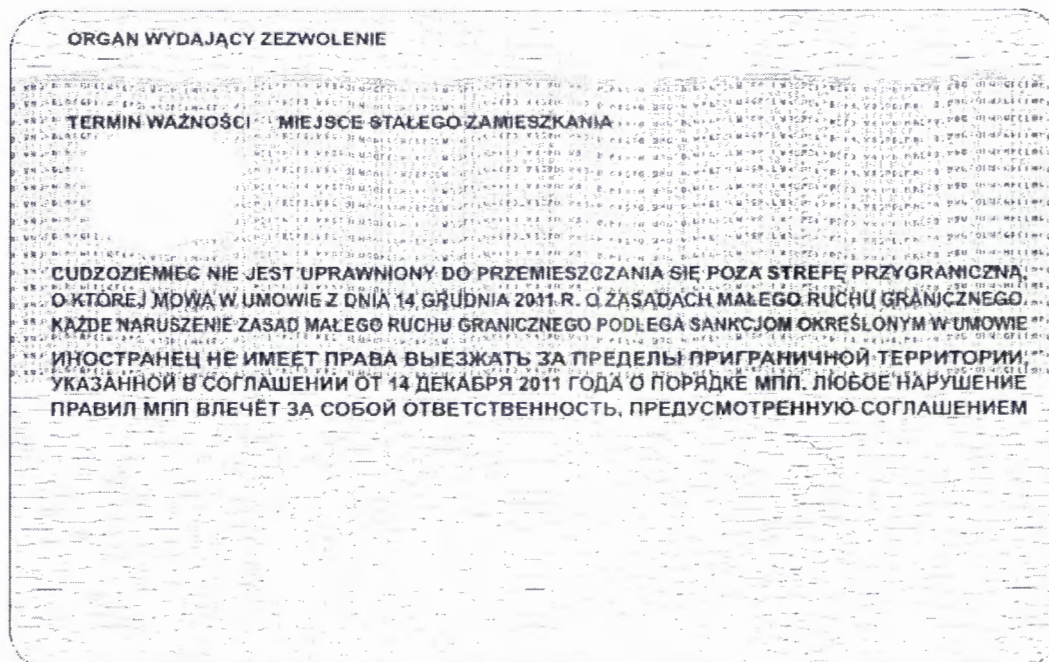 ORGAN WYDAJĄCY ZEZWOLENIE
TERMIN WAŻNOŚCI MIEJSCE STAŁEGO ZAMIESZKANIA
CUDZOZIEMIEC NIE JEST UPRAWNIONY DO PRZEMIESZCZANIA SIĘ POZA STREFĘ PRZYGRANICZNĄ,
O KTÓREJ MOWA W UMOWIE Z DNIA 14 GRUDNIA 2011 R. O ZASADACH MAŁEGO RUCHU GRANICZNEGO.
KAŻDE NARUSZENIE ZASAD MAŁEGO RUCHU GRANICZNEGO PODLEGA SANKCJOM OKREŚLONYM W UMOWIE
ИНОСТРАНЕЦ НЕ ИМЕЕТ ПРАВА ВЫЕЗЖАТЬ ЗА ПРЕДЕЛЫ ПРИГРАНИЧНОЙ ТЕРРИТОРИИ,
УКАЗАННОЙ В СОГЛАШЕНИИ ОТ 14 ДЕКАБРЯ 2011 ГОДА О ПОРЯДКЕ МПП. ЛЮБОЕ НАРУШЕНИЕ
ПРАВИЛ МПП ВЛЕЧЁТ ЗА СОБОЙ ОТВЕТСТВЕННОСТЬ, ПРЕДУСМОТРЕННУЮ СОГЛАШЕНИЕМ